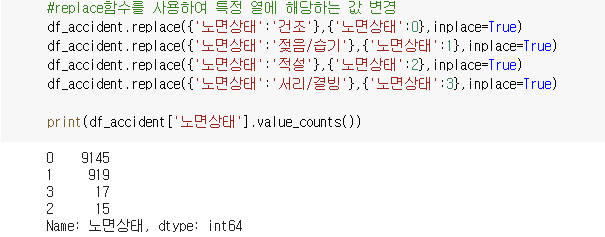 #replace함수를 사용하여 특정 열에 해당하는 값 변경
df_accident.replace({'노면상태':'건조'},{'노면상태':0},inplace=True)
df_accident.replace({'노면상태':'젖음/습기'},{'노면상태':1},inplace=True)
df_accident.replace({'노면상태':'적설'},{'노면상태':2},inplace=True)
df_accident.replace({'노면상태':'서리/결빙'},{'노면상태':3},inplace=True)
print(df_accident['노면상태'].value_counts())
0 9145
1 919
3 17
2 15
Name: 노면상태, dtype: int64